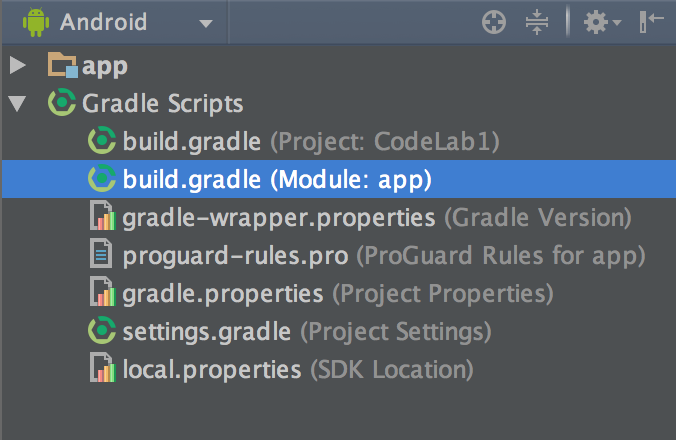 Android
app
Gradle Scripts
build.gradle (Project: CodeLab1)
build.gradle (Module: app)
gradle-wrapper.properties (Gradle Version)
proguard-rules.pro (ProGuard Rules for app)
gradle.properties (Project Properties)
settings.gradle (Project Settings)
local.properties (SDK Location)